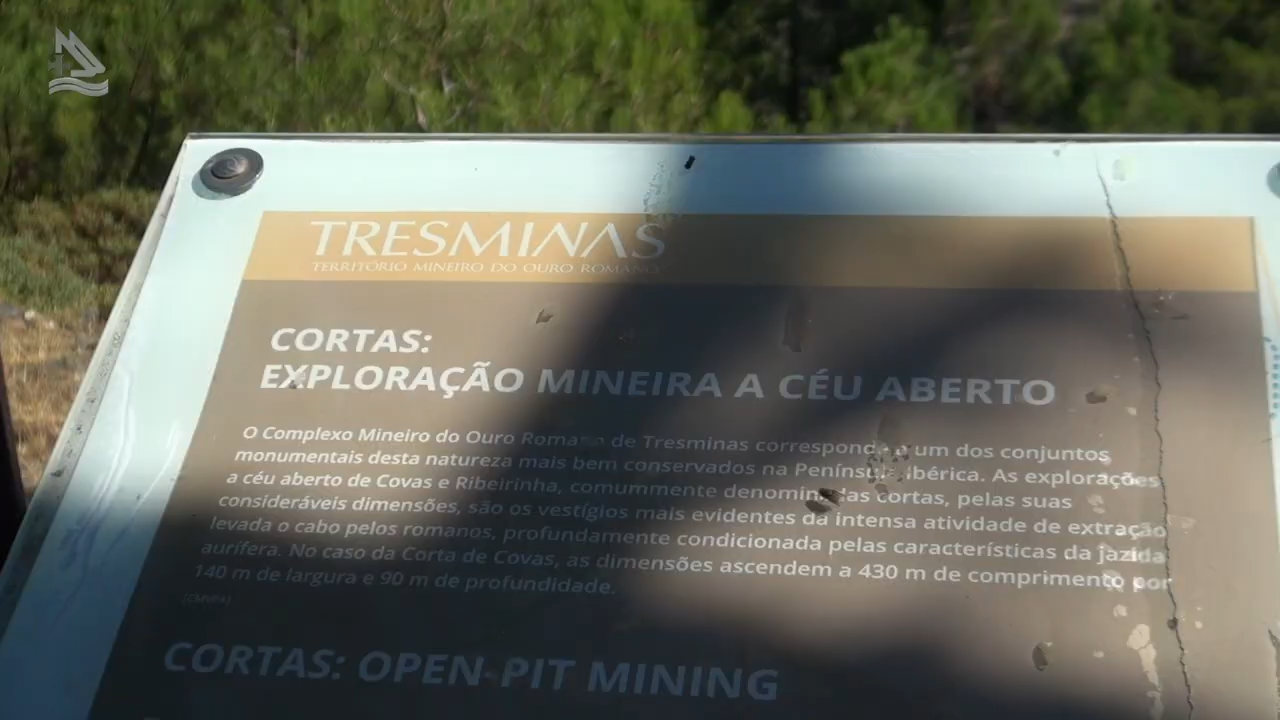 TRESMINAS
TERRITÓRIO MINEIRO DO OURO ROMANO
CORTAS:
EXPLORAÇÃO MINEIRA A CÉU ABERTO
O Complexo Mineiro do Ouro Romano de Tresminas corresponde a um dos conjuntos
monumentais desta natureza mais bem conservados na Península Ibérica. As explorações
a céu aberto de Covas e Ribeirinha, comummente denominadas cortas, pelas suas
consideráveis dimensões, são os vestígios mais evidentes da intensa atividade de extração
levada o cabo pelos romanos, profundamente condicionada pelas características da jazida
aurífera. No caso da Corta de Covas, as dimensões ascendem a 430 m de comprimento por
140 m de largura e 90 m de profundidade.
CORTAS: OPEN-PIT MINING